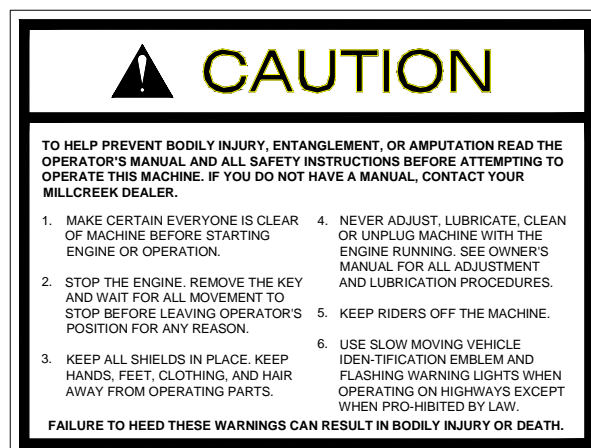 CAUTION
TO HELP PREVENT BODILY INJURY, ENTANGLEMENT, OR AMPUTATION READ THE
OPERATOR'S MANUAL AND ALL SAFETY INSTRUCTIONS BEFORE ATTEMPTING TO
OPERATE THIS MACHINE. IF YOU DO NOT HAVE A MANUAL, CONTACT YOUR
MILLCREEK DEALER.
1. MAKE CERTAIN EVERYONE IS CLEAR
OF MACHINE BEFORE STARTING
ENGINE OR OPERATION.
2. STOP THE ENGINE. REMOVE THE KEY
AND WAIT FOR ALL MOVEMENT TO
STOP BEFORE LEAVING OPERATOR'S
POSITION FOR ANY REASON.
3. KEEP ALL SHIELDS IN PLACE. KEEP
HANDS, FEET, CLOTHING, AND HAIR
AWAY FROM OPERATING PARTS.
4. NEVER ADJUST, LUBRICATE, CLEAN
OR UNPLUG MACHINE WITH THE
ENGINE RUNNING. SEE OWNER'S
MANUAL FOR ALL ADJUSTMENT
AND LUBRICATION PROCEDURES.
5. KEEP RIDERS OFF THE MACHINE.
6. USE SLOW MOVING VEHICLE
IDEN-TIFICATION EMBLEM AND
FLASHING WARNING LIGHTS WHEN
OPERATING ON HIGHWAYS EXCEPT
WHEN PRO-HIBITED BY LAW.
FAILURE TO HEED THESE WARNINGS CAN RESULT IN BODILY INJURY OR DEATH.